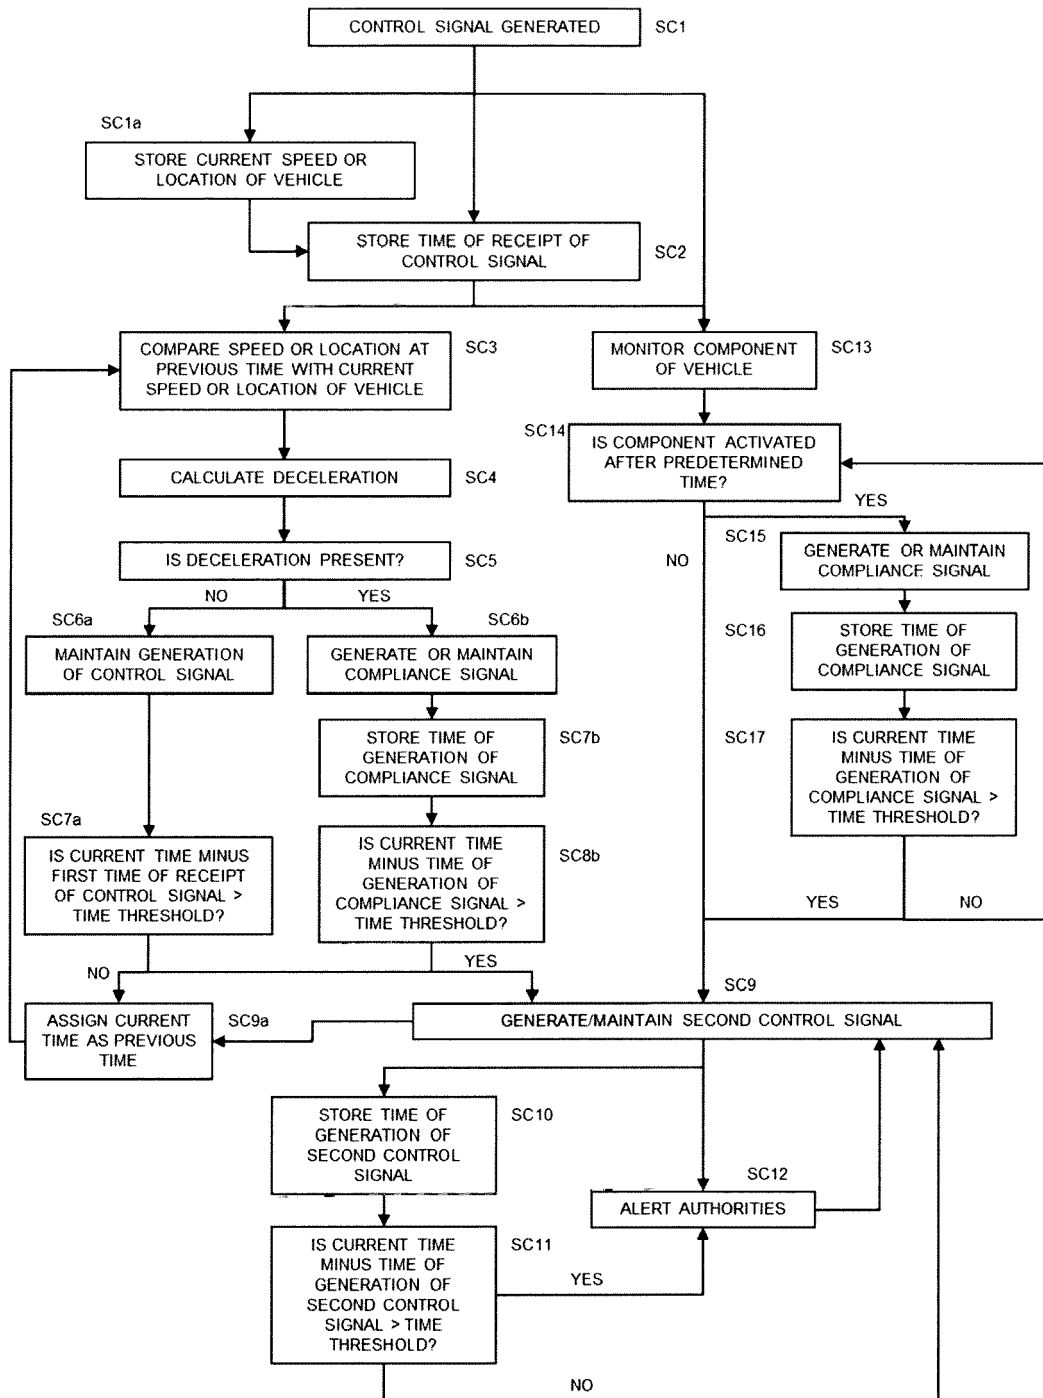 CONTROL SIGNAL GENERATED
SC1
SC1a
STORE CURRENT SPEED OR
LOCATION OF VEHICLE
STORE TIME OF RECEIPT OF
CONTROL SIGNAL
SC2
COMPARE SPEED OR LOCATION AT
PREVIOUS TIME WITH CURRENT
SPEED OR LOCATION OF VEHICLE
SC3
MONITOR COMPONENT
OF VEHICLE
SC13
SC14
IS COMPONENT ACTIVATED
AFTER PREDETERMINED
TIME?
CALCULATE DECELERATION
SC4
YES
NO
SC15
GENERATE OR MAINTAIN
COMPLIANCE SIGNAL
IS DECELERATION PRESENT?
SC5
NO
YES
SC6a
MAINTAIN GENERATION
OF CONTROL SIGNAL
SC6b
GENERATE OR MAINTAIN
COMPLIANCE SIGNAL
SC16
STORE TIME OF
GENERATION OF
COMPLIANCE SIGNAL
STORE TIME OF
GENERATION OF
COMPLIANCE SIGNAL
SC7b
SC17
IS CURRENT TIME
MINUS TIME OF
GENERATION OF
COMPLIANCE SIGNAL >
TIME THRESHOLD?
SC7a
IS CURRENT TIME MINUS
FIRST TIME OF RECEIPT
OF CONTROL SIGNAL >
TIME THRESHOLD?
IS CURRENT TIME
MINUS TIME OF
GENERATION OF
COMPLIANCE SIGNAL >
TIME THRESHOLD?
SC8b
YES
NO
NO
YES
SC9
ASSIGN CURRENT
TIME AS PREVIOUS
TIME
SC9a
GENERATE/MAINTAIN SECOND CONTROL SIGNAL
STORE TIME OF
GENERATION OF
SECOND CONTROL
SIGNAL
SC10
SC12
ALERT AUTHORITIES
IS CURRENT TIME
MINUS TIME OF
GENERATION OF
SECOND CONTROL
SIGNAL > TIME
THRESHOLD?
SC11
YES
NO